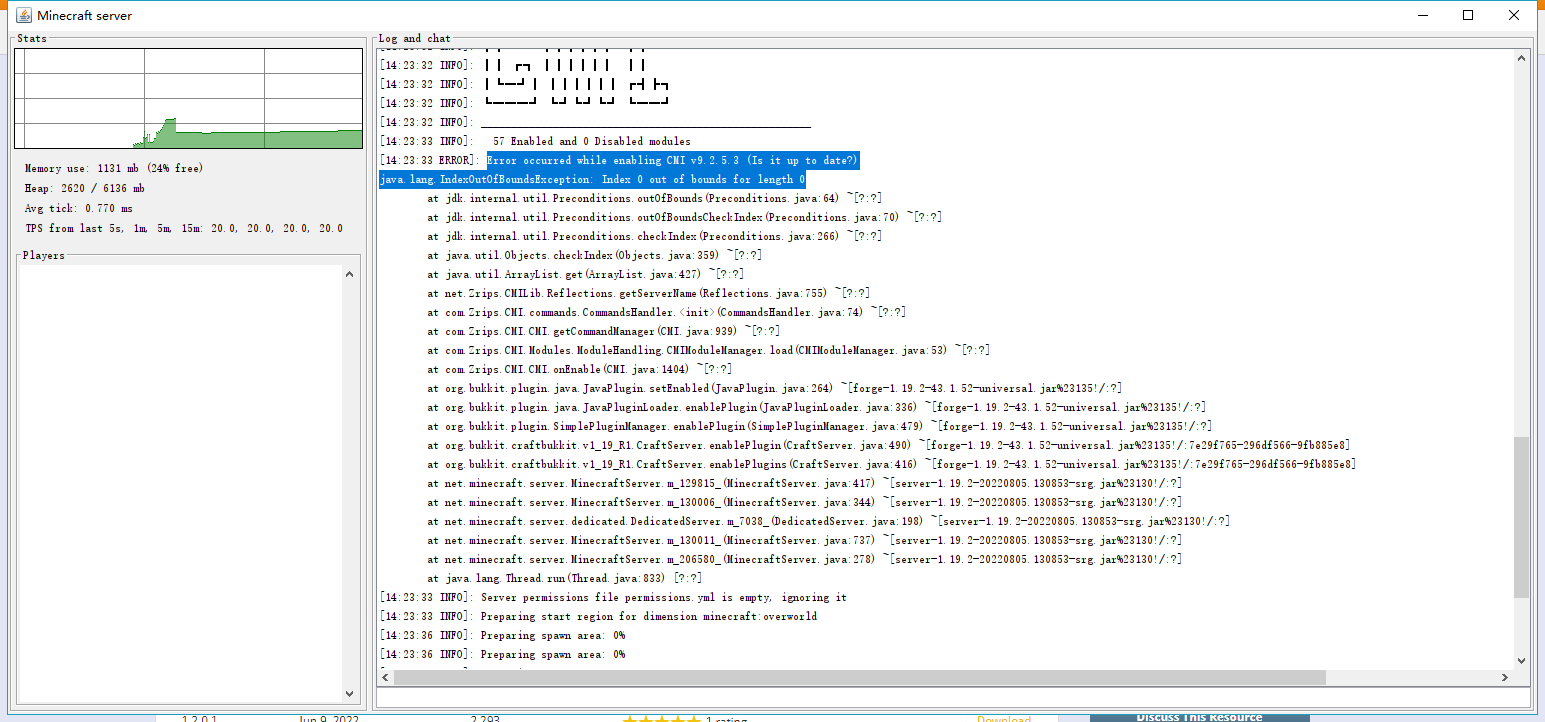 Minecraft server
Stats
Memory use: 1131 mb (24% free)
Heap: 2620 / 6136 mb
Avg tick: 0.770 ms
TPS from last 5s, 1m, 5m, 15m: 20.0, 20.0, 20.0, 20.0
Players
Log and chat
[14:23:32 INFO]:
[14:23:32 INFO]:
[14:23:32 INFO]:
[14:23:32 INFO]:
[14:23:33 INFO]: 57 Enabled and 0 Disabled modules
[14:23:33 ERROR]: Error occurred while enabling CMI v9.2.5.3 (Is it up to date?)
java.lang.IndexOutOfBoundsException: Index 0 out of bounds for length 0
at jdk.internal.util.Preconditions.outOfBounds(Preconditions.java:64) ~[?:?]
at jdk.internal.util.Preconditions.outOfBoundsCheckIndex(Preconditions.java:70) ~[?:?]
at jdk.internal.util.Preconditions.checkIndex(Preconditions.java:266) ~[?:?]
at java.util.Objects.checkIndex(Objects.java:359) ~[?:?]
at java.util.ArrayList.get(ArrayList.java:427) ~[?:?]
at net.Zrips.CMILib.Reflections.getServerName(Reflections.java:755) ~[?:?]
at com.Zrips.CMI.commands.CommandsHandler.<init>(CommandsHandler.java:74) ~[?:?]
at com.Zrips.CMI.CMI.getCommandManager(CMI.java:939) ~[?:?]
at com.Zrips.CMI.Modules.ModuleHandling.CMIModuleManager.load(CMIModuleManager.java:53) ~[?:?]
at com.Zrips.CMI.CMI.onEnable(CMI.java:1404) ~[?:?]
at org.bukkit.plugin.java.JavaPlugin.setEnabled(JavaPlugin.java:264) ~[forge-1.19.2-43.1.52-universal.jar%23135!/:?]
at org.bukkit.plugin.java.JavaPluginLoader.enablePlugin(JavaPluginLoader.java:336) ~[forge-1.19.2-43.1.52-universal.jar%23135!/:?]
at org.bukkit.plugin.SimplePluginManager.enablePlugin(SimplePluginManager.java:479) ~[forge-1.19.2-43.1.52-universal.jar%23135!/:?]
at org.bukkit.craftbukkit.v1_19_R1.CraftServer.enablePlugin(CraftServer.java:490) ~[forge-1.19.2-43.1.52-universal.jar%23135!/:7e29f765-296df566-9fb885e8]
at org.bukkit.craftbukkit.v1_19_R1.CraftServer.enablePlugins(CraftServer.java:416) ~[forge-1.19.2-43.1.52-universal.jar%23135!/:7e29f765-296df566-9fb885e8]
at net.minecraft.server.MinecraftServer.m_129815_(MinecraftServer.java:417) ~[server-1.19.2-20220805.130853-srg.jar%23130!/:?]
at net.minecraft.server.MinecraftServer.m_130006_(MinecraftServer.java:344) ~[server-1.19.2-20220805.130853-srg.jar%23130!/:?]
at net.minecraft.server.dedicated.DedicatedServer.m_7038_(DedicatedServer.java:198) ~[server-1.19.2-20220805.130853-srg.jar%23130!/:?]
at net.minecraft.server.MinecraftServer.m_130011_(MinecraftServer.java:737) ~[server-1.19.2-20220805.130853-srg.jar%23130!/:?]
at net.minecraft.server.MinecraftServer.m_206580_(MinecraftServer.java:278) ~[server-1.19.2-20220805.130853-srg.jar%23130!/:?]
at java.lang.Thread.run(Thread.java:833) [?:?]
[14:23:33 INFO]: Server permissions file permissions.yml is empty, ignoring it
[14:23:33 INFO]: Preparing start region for dimension minecraft:overworld
[14:23:36 INFO]: Preparing spawn area: 0%
[14:23:36 INFO]: Preparing spawn area: 0%
1.2.0.1 Jun 9, 2022 2,293 1 rating Download Discuss This Resource